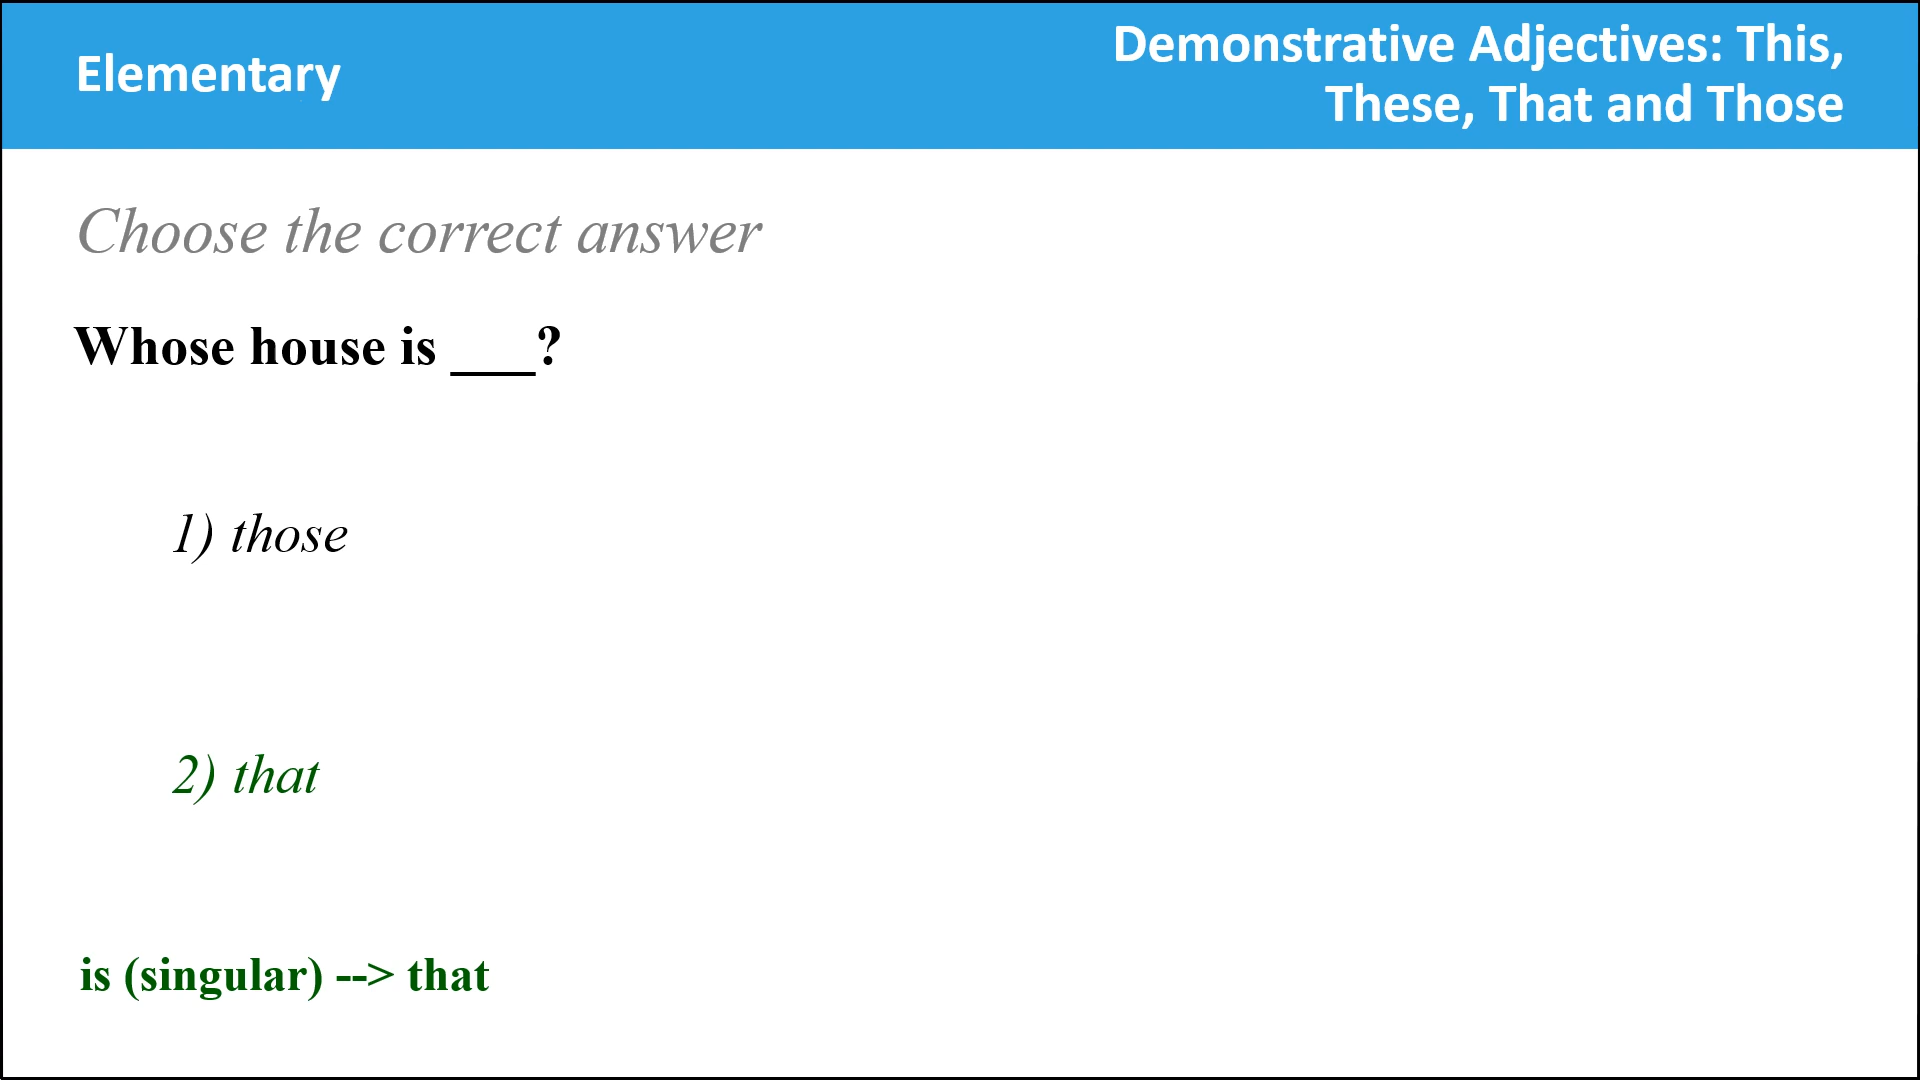 Elementary
Demonstrative Adjectives: This,
These, That and Those
Choose the correct answer
Whose house is ___?
1) those
2) that
is (singular) --> that